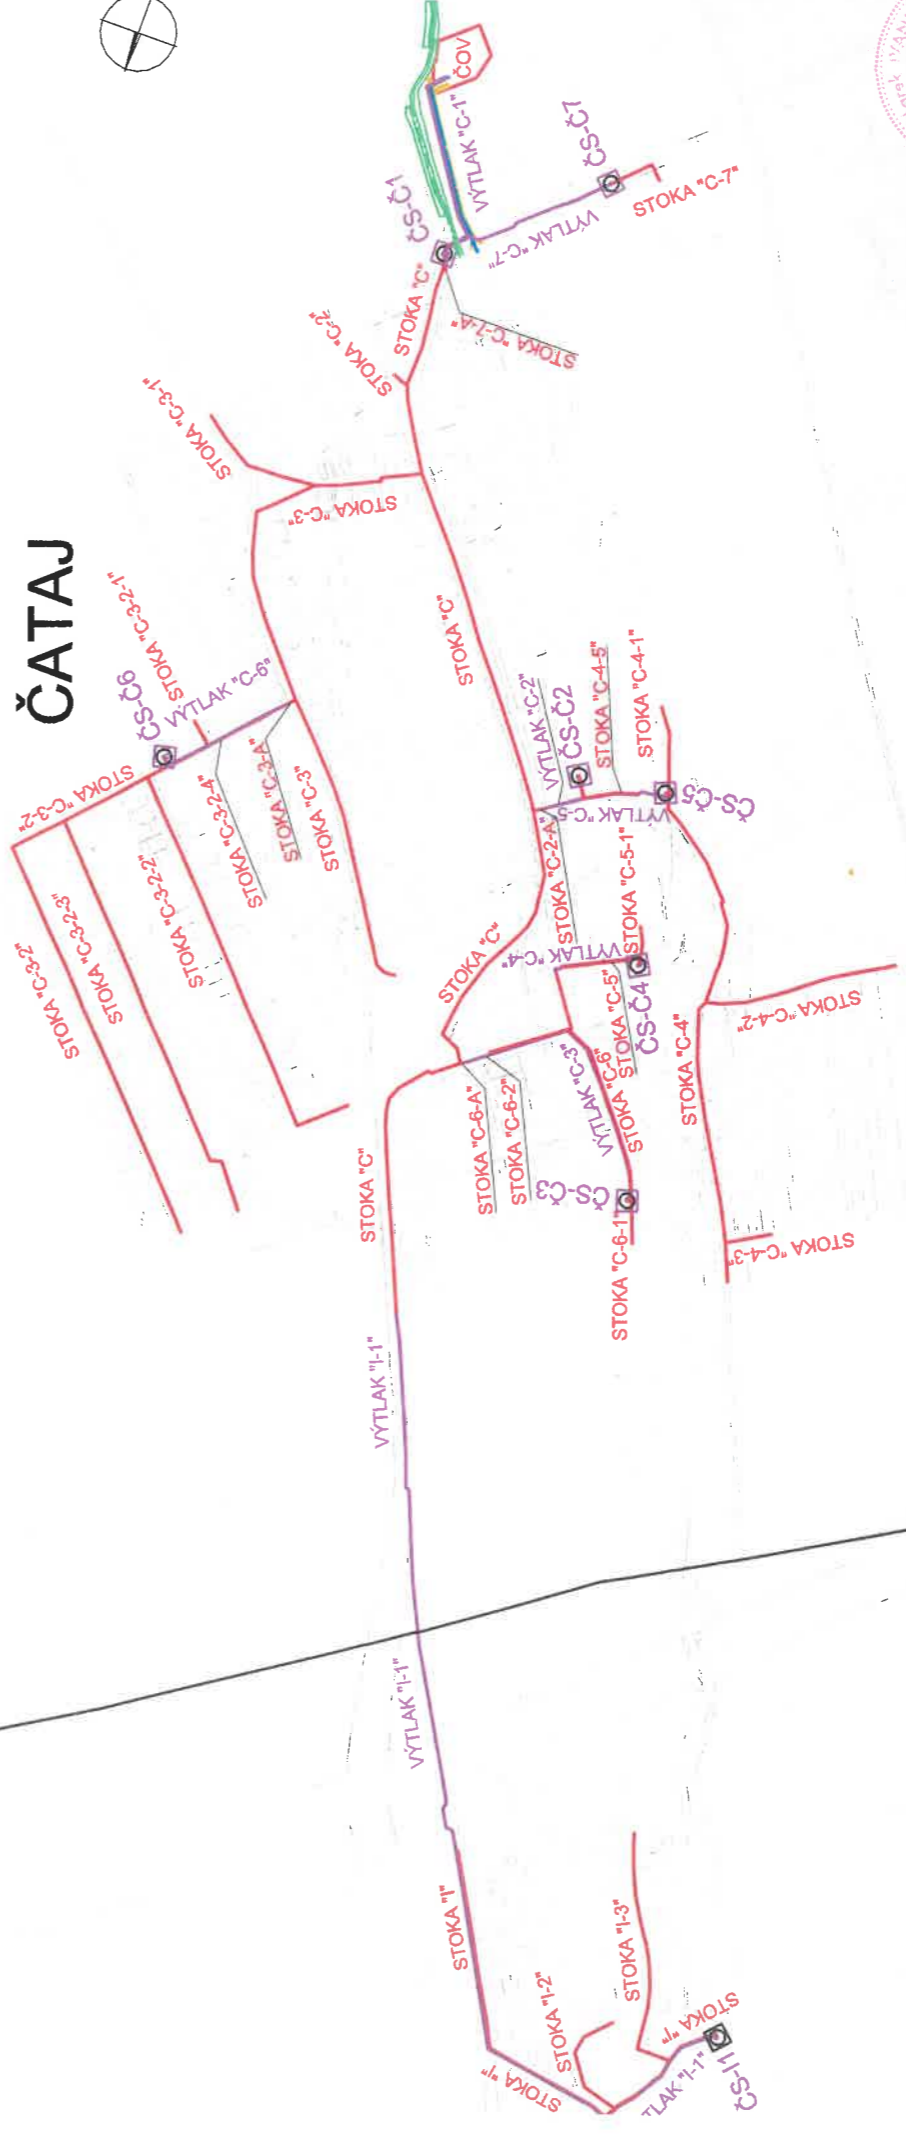 ČATAJ
ČOV
VÝTLAK "C-1"
ČS-Č1
ČS-Č7
VÝTLAK "C-7"
STOKA "C-7"
STOKA "C-7-A"
STOKA "C"
STOKA "C-2"
STOKA "C-3-1"
STOKA "C-3"
STOKA "C"
STOKA "C-3-2-1"
ČS-Č6
VÝTLAK "C-6"
STOKA "C-3-2"
STOKA "C-3-2-4"
STOKA "C-3-A"
STOKA "C-3"
STOKA "C-3-2-2"
STOKA "C-3-2-3"
STOKA "C-3-2"
VÝTLAK "C-2"
ČS-Č2
STOKA "C-4-5"
STOKA "C-4-1"
VÝTLAK "C-5"
ČS-Č5
STOKA "C-2-A"
STOKA "C-5-1"
STOKA "C"
VÝTLAK "C-4"
STOKA "C-5"
ČS-Č4
STOKA "C-4"
STOKA "C-4-2"
STOKA "C-6"
VÝTLAK "C-3"
STOKA "C-6-A"
STOKA "C-6-2"
ČS-Č3
STOKA "C-6-1"
STOKA "C-4-3"
STOKA "C"
VÝTLAK "I-1"
VÝTLAK "I-1"
STOKA "I"
STOKA "I-3"
STOKA "I-2"
STOKA "I"
STOKA "I"
TLAK "I-1"
ČS-I1